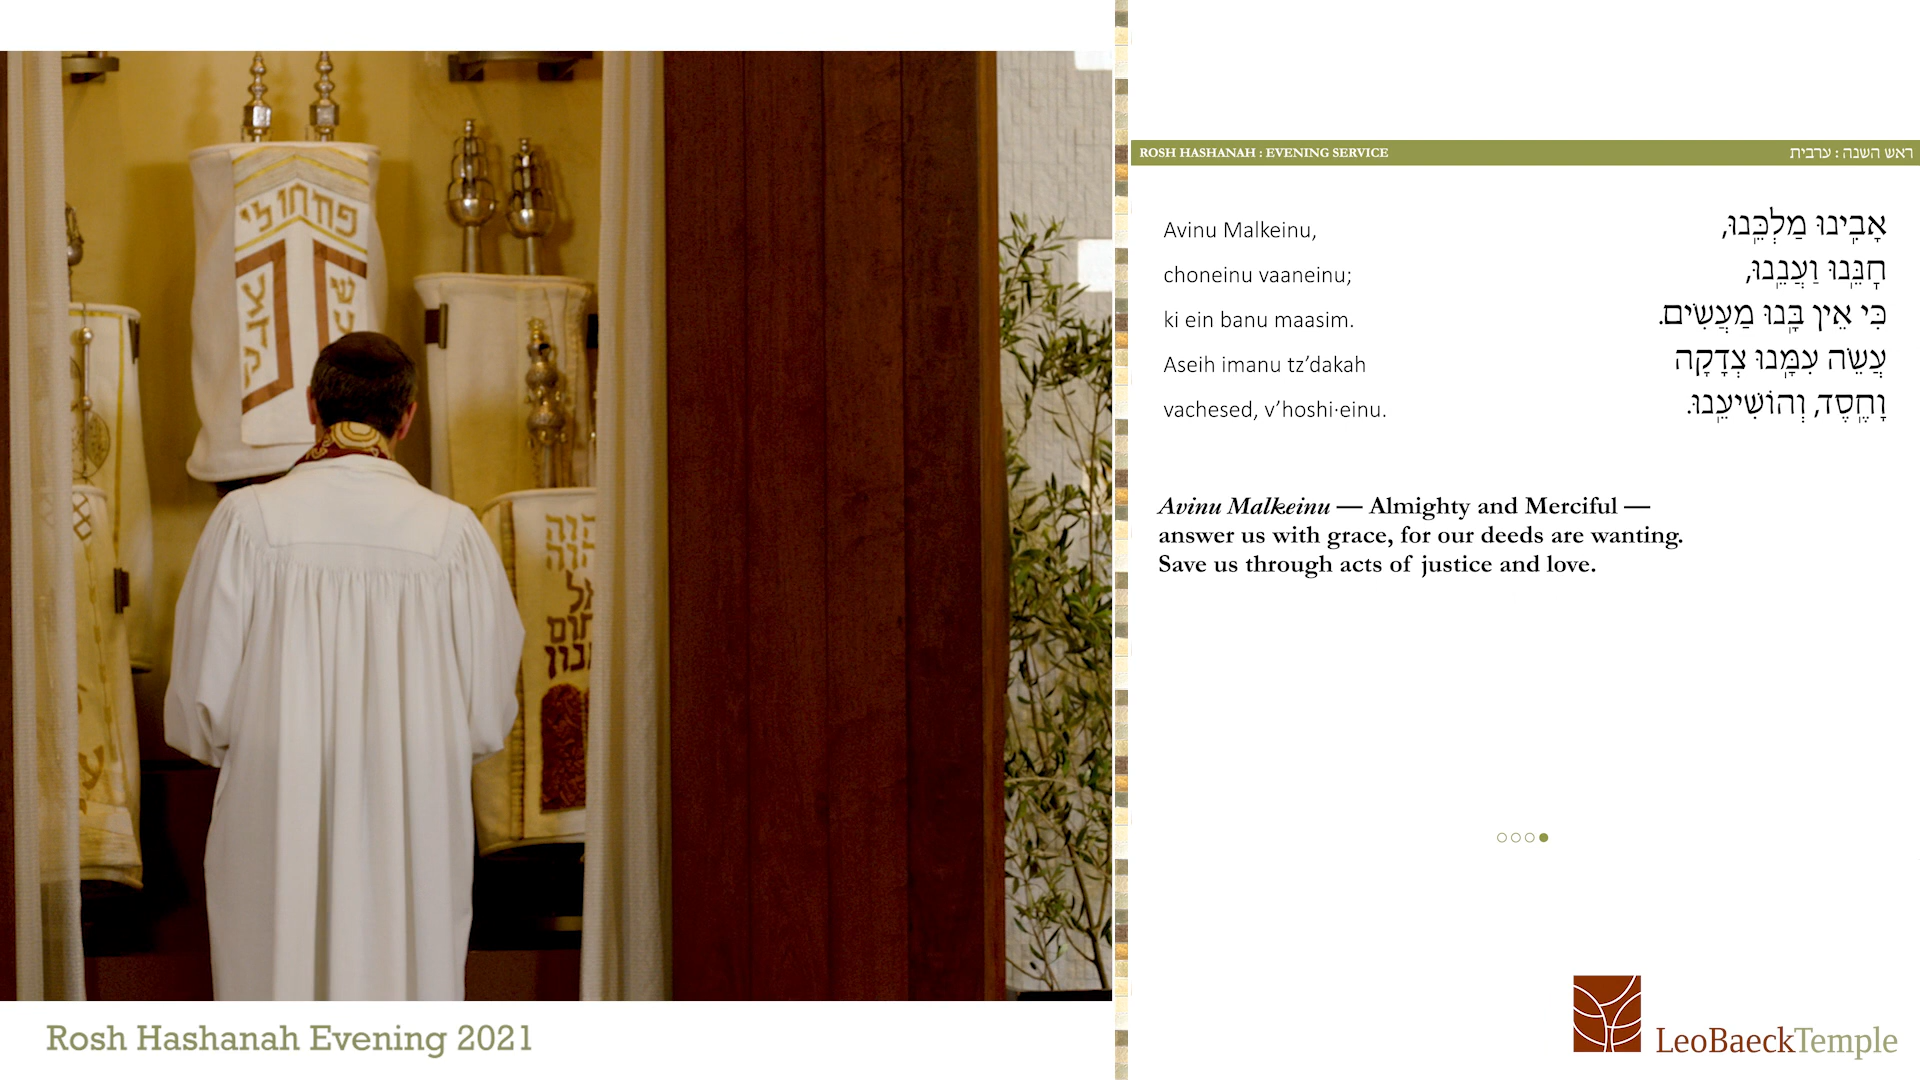 פתחו לי
ROSH HASHANAH : EVENING SERVICE
ראש השנה : ערבית
Avinu Malkeinu,
choneinu vaaneinu;
ki ein banu maasim.
Aseih imanu tz’dakah
vachesed, v’hoshi·einu.
אָבִֽינוּ מַלְכֵּֽנוּ,
חָנֵּֽנוּ וַעֲנֵֽנוּ,
כִּי אֵין בָּֽנוּ מַעֲשִׂים.
עֲשֵׂה עִמָּֽנוּ צְדָקָה
וָחֶֽסֶד, וְהוֹשִׁיעֵֽנוּ.
Avinu Malkeinu — Almighty and Merciful —
answer us with grace, for our deeds are wanting.
Save us through acts of justice and love.
Rosh Hashanah Evening 2021
LeoBaeckTemple